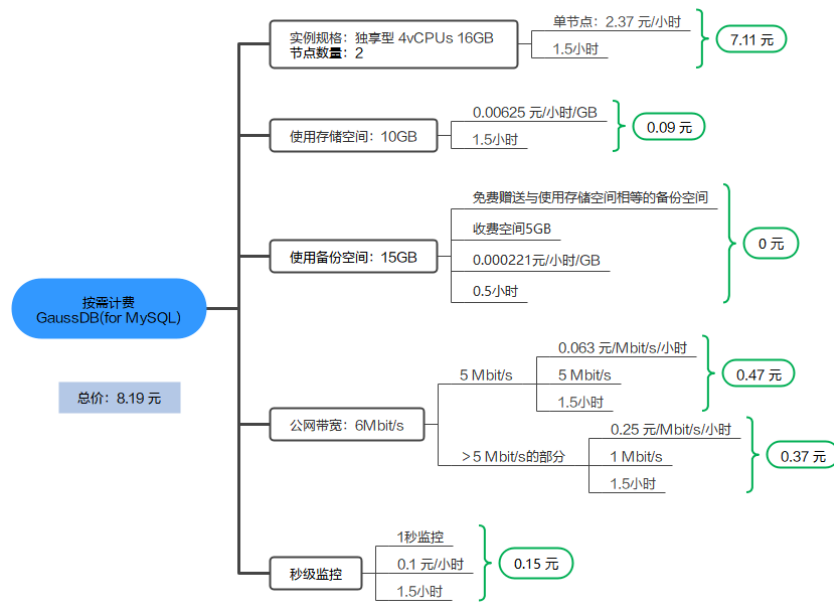 按需计费
GaussDB(for MySQL)
总价：8.19 元
实例规格：独享型 4vCPUs 16GB
节点数量：2
单节点：2.37 元/小时
1.5小时
7.11 元
使用存储空间：10GB
0.00625 元/小时/GB
1.5小时
0.09 元
使用备份空间：15GB
免费赠送与使用存储空间相等的备份空间
收费空间5GB
0.000221元/小时/GB
0.5小时
0 元
公网带宽：6Mbit/s
5 Mbit/s
0.063 元/Mbit/s/小时
5 Mbit/s
1.5小时
0.47 元
＞5 Mbit/s的部分
0.25 元/Mbit/s/小时
1 Mbit/s
1.5小时
0.37 元
秒级监控
1秒监控
0.1 元/小时
1.5小时
0.15 元